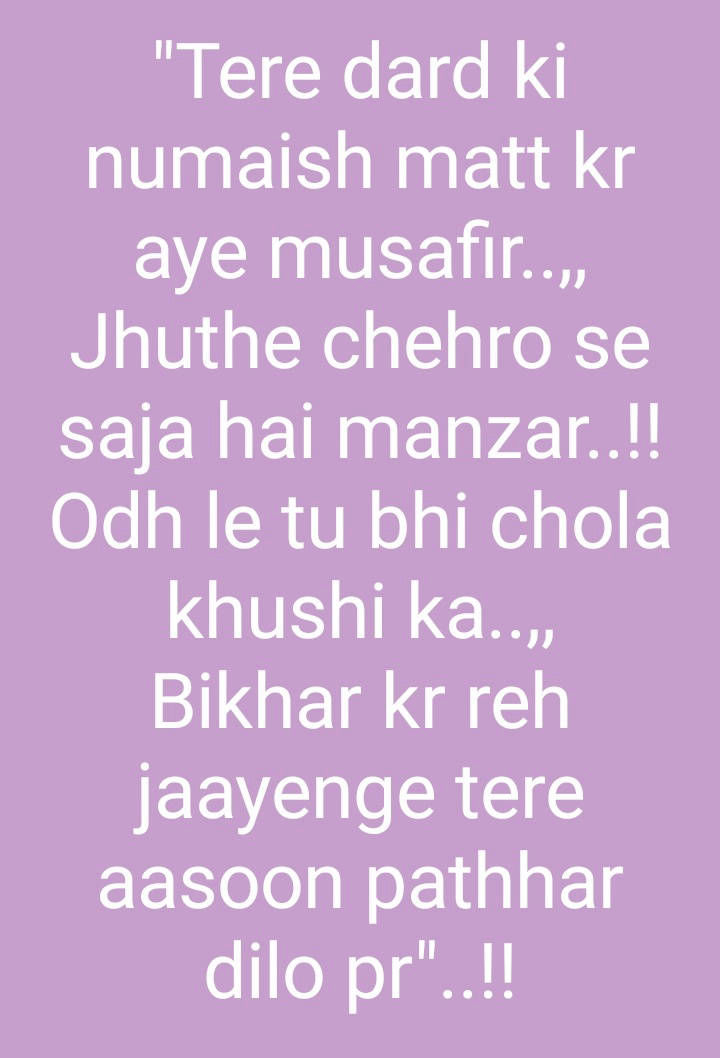 "Tere dard ki
numaish matt kr
aye musafir..,,
Jhuthe chehro se
saja hai manzar..!!
Odh le tu bhi chola
khushi ka..,,
Bikhar kr reh
jaayenge tere
aasoon pathhar
dilo pr"..!!